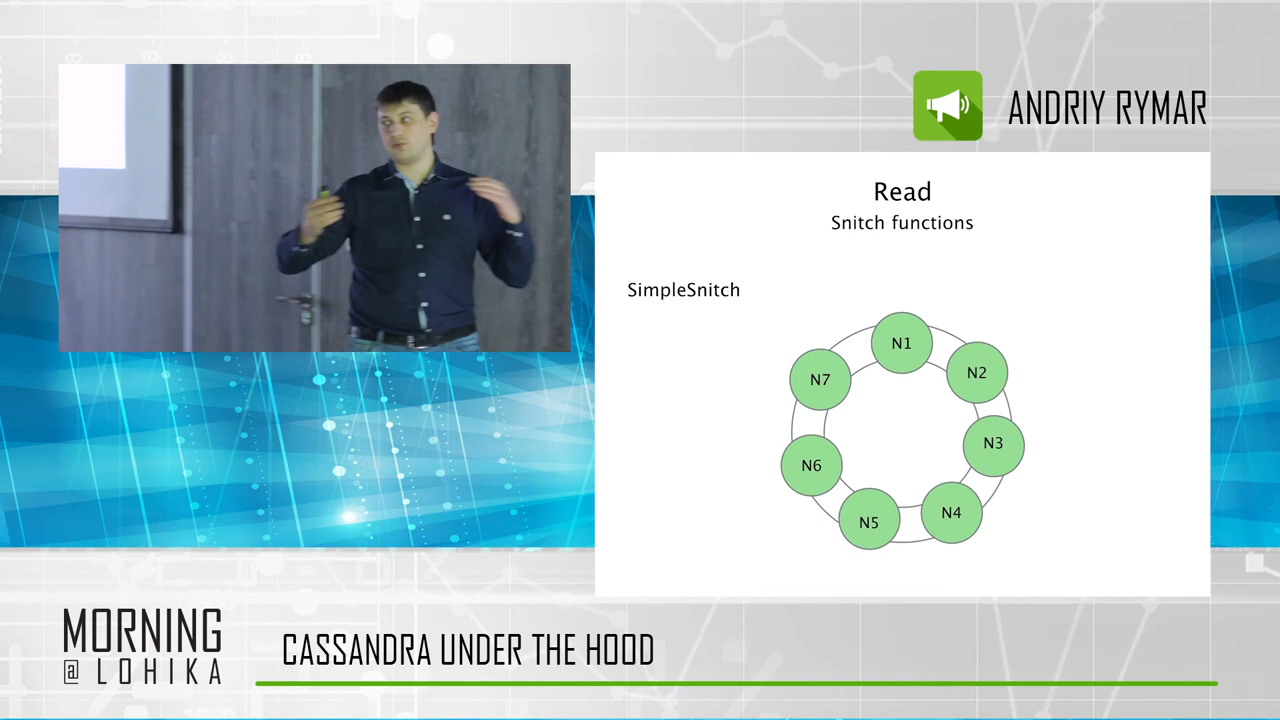 ANDRIY RYMAR
Read
Snitch functions
SimpleSnitch
N1
N2
N3
N4
N5
N6
N7
MORNING
@ LOHIKA
CASSANDRA UNDER THE HOOD